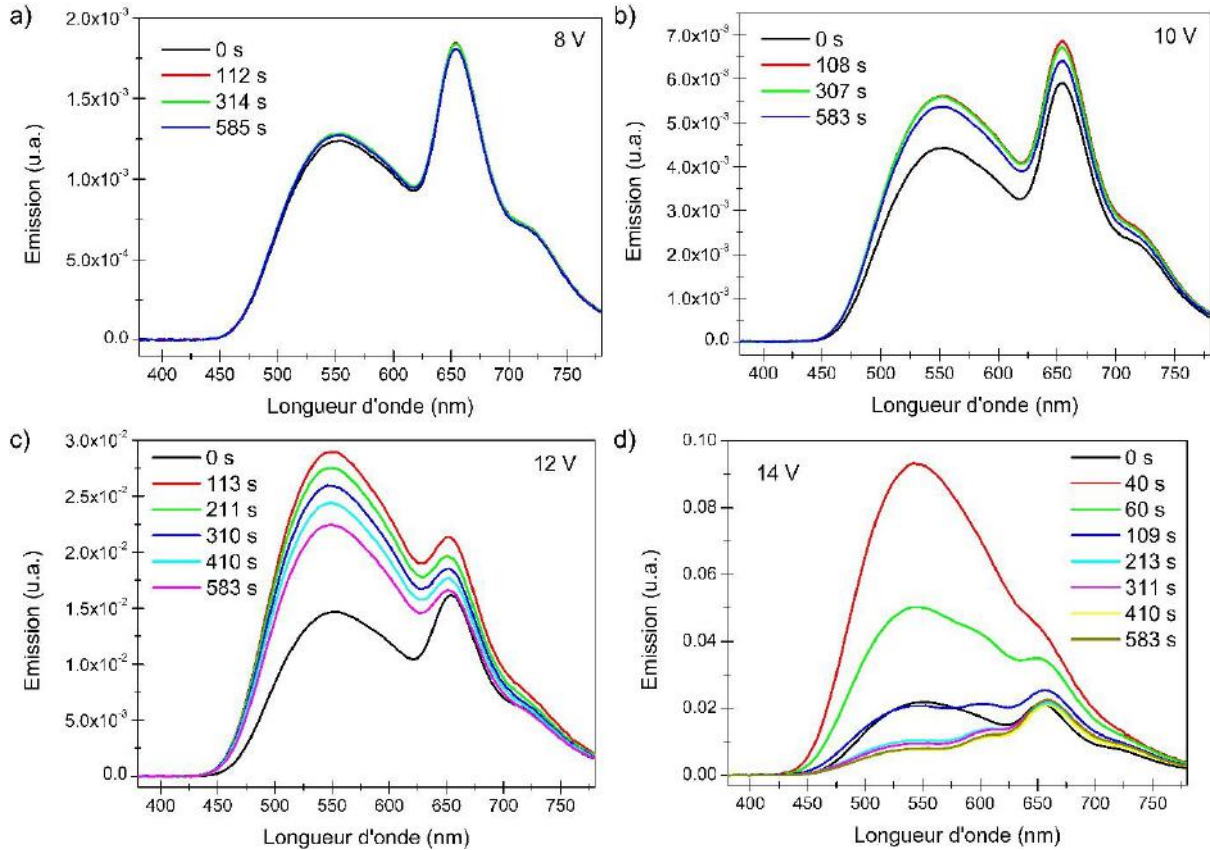 a)
8 V
0 s
112 s
314 s
585 s
2.0x10⁻³
1.5x10⁻³
1.0x10⁻³
5.0x10⁻⁴
0.0
Emission (u.a.)
400 450 500 550 600 650 700 750
Longueur d'onde (nm)
b)
10 V
0 s
108 s
307 s
583 s
7.0x10⁻³
6.0x10⁻³
5.0x10⁻³
4.0x10⁻³
3.0x10⁻³
2.0x10⁻³
1.0x10⁻³
0.0
Emission (u.a.)
400 450 500 550 600 650 700 750
Longueur d'onde (nm)
c)
12 V
0 s
113 s
211 s
310 s
410 s
583 s
3.0x10⁻²
2.5x10⁻²
2.0x10⁻²
1.5x10⁻²
1.0x10⁻²
5.0x10⁻³
0.0
Emission (u.a.)
400 450 500 550 600 650 700 750
Longueur d'onde (nm)
d)
14 V
0 s
40 s
60 s
109 s
213 s
311 s
410 s
583 s
0.10
0.08
0.06
0.04
0.02
0.00
Emission (u.a.)
400 450 500 550 600 650 700 750
Longueur d'onde (nm)